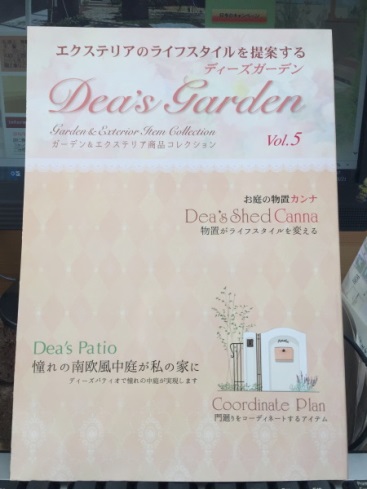 エクステリアのライフスタイルを提案する
ディーズガーデン
Dea's Garden
Garden & Exterior Item Collection
ガーデン&エクステリア商品コレクション
Vol.5
お庭の物置カンナ
Dea's Shed Canna
物置がライフスタイルを変える
Dea's Patio
憧れの南欧風中庭が私の家に
ディーズパティオで憧れの中庭が実現します
Coordinate Plan
門廻りをコーディネートするアイテム